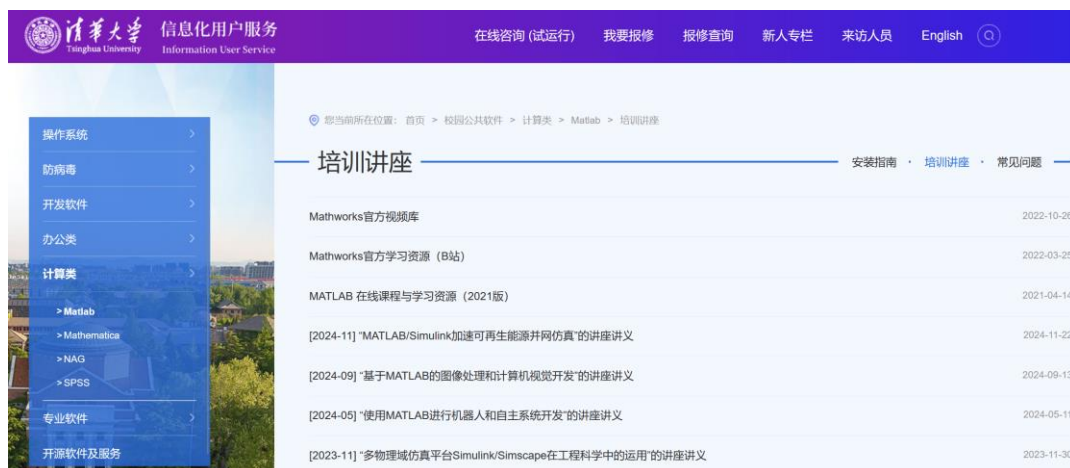 清华大学 信息化用户服务
Tsinghua University Information User Service
在线咨询 (试运行) 我要报修 报修查询 新人专栏 来访人员 English
您当前所在位置: 首页 > 校园公共软件 > 计算类 > Matlab > 培训讲座
操作系统
防病毒
开发软件
办公类
计算类
> Matlab
> Mathematica
> NAG
> SPSS
专业软件
开源软件及服务
培训讲座
安装指南 · 培训讲座 · 常见问题
Mathworks官方视频库 2022-10-26
Mathworks官方学习资源（B站） 2022-03-25
MATLAB 在线课程与学习资源（2021版） 2021-04-14
[2024-11] “MATLAB/Simulink加速可再生能源并网仿真”的讲座讲义 2024-11-22
[2024-09] “基于MATLAB的图像处理和计算机视觉开发”的讲座讲义 2024-09-13
[2024-05] “使用MATLAB进行机器人和自主系统开发”的讲座讲义 2024-05-11
[2023-11] “多物理域仿真平台Simulink/Simscape在工程科学中的运用”的讲座讲义 2023-11-30